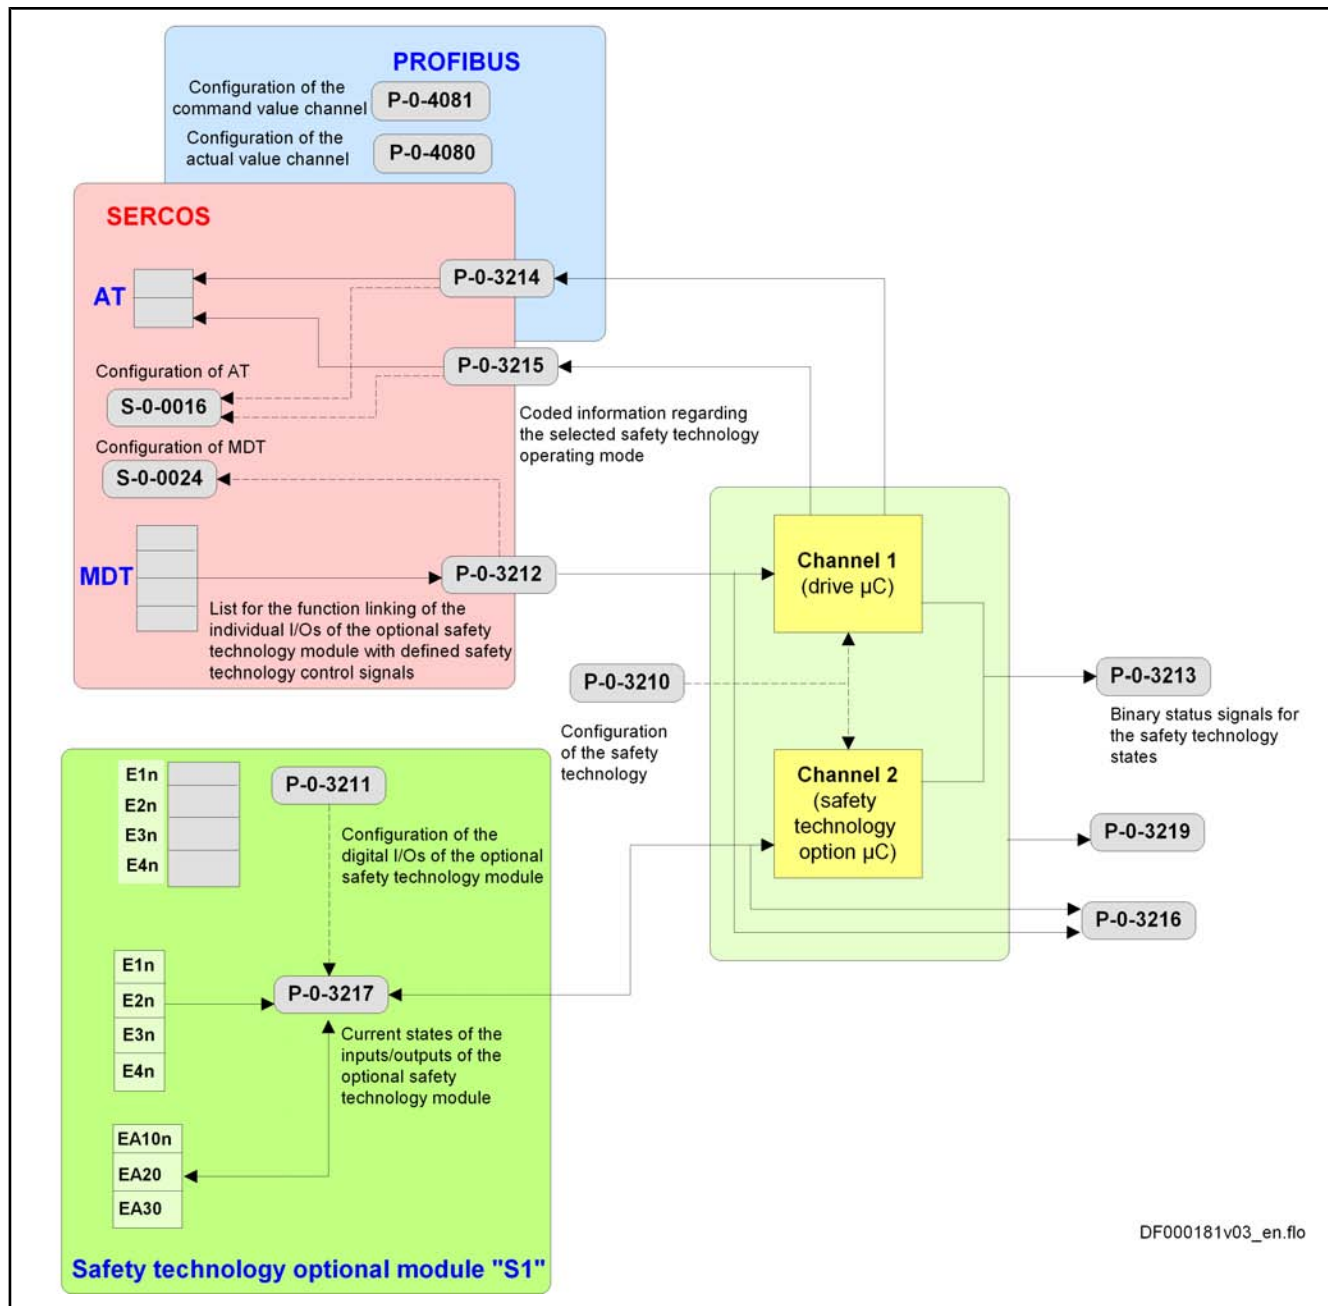 PROFIBUS
Configuration of the
command value channel
P-0-4081
Configuration of the
actual value channel
P-0-4080
SERCOS
AT
P-0-3214
P-0-3215
Configuration of AT
S-0-0016
Configuration of MDT
S-0-0024
Coded information regarding
the selected safety technology
operating mode
MDT
P-0-3212
List for the function linking of the
individual I/Os of the optional safety
technology module with defined safety
technology control signals
Channel 1
(drive µC)
P-0-3210
Configuration
of the safety
technology
P-0-3213
Binary status signals for
the safety technology
states
Channel 2
(safety
technology
option µC)
P-0-3219
P-0-3216
E1n
E2n
E3n
E4n
P-0-3211
Configuration of the
digital I/Os of the optional
safety technology module
E1n
E2n
E3n
E4n
P-0-3217
Current states of the
inputs/outputs of the
optional safety
technology module
EA10n
EA20
EA30
Safety technology optional module "S1"
DF000181v03_en.flo